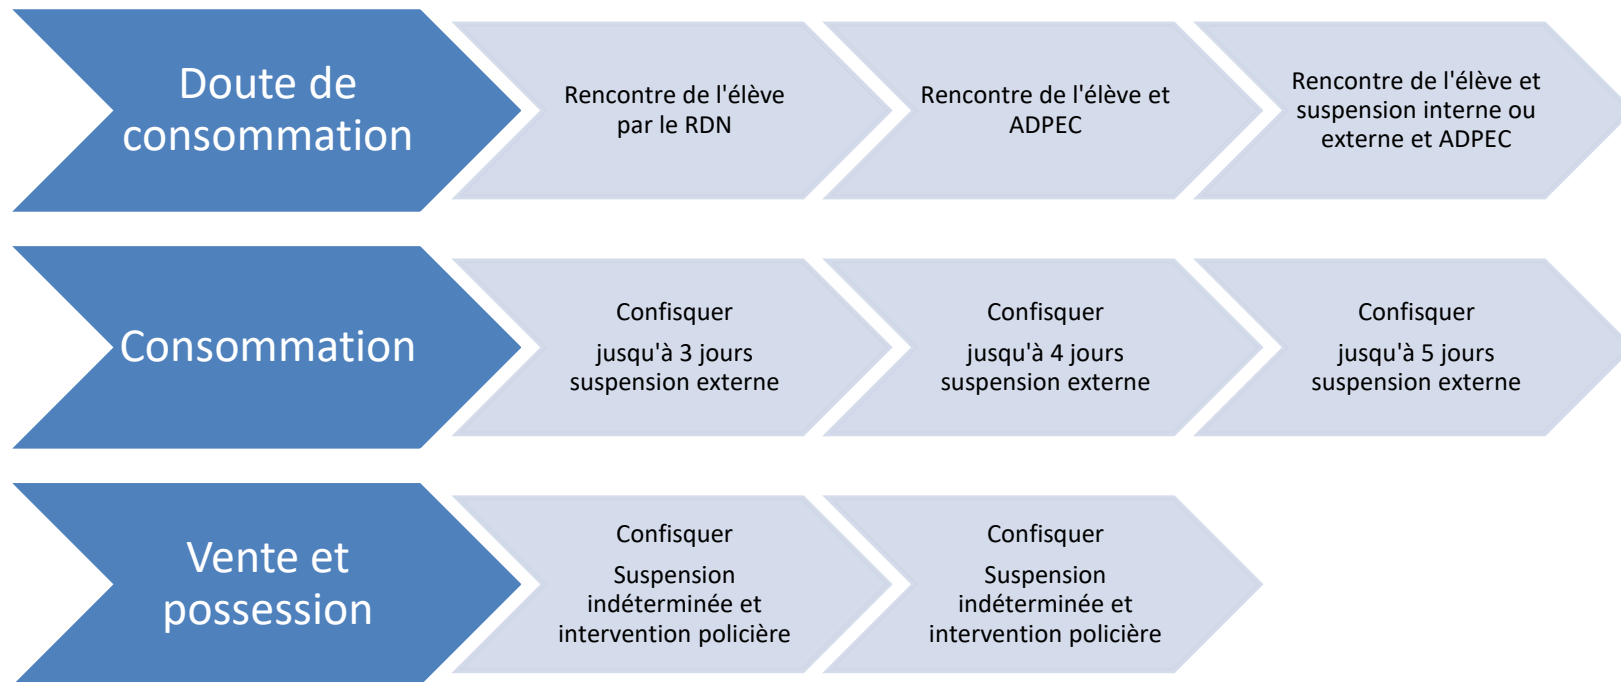 Doute de
consommation
Rencontre de l'élève
par le RDN
Rencontre de l'élève et
ADPEC
Rencontre de l'élève et
suspension interne ou
externe et ADPEC
Consommation
Confisquer
jusqu'à 3 jours
suspension externe
Confisquer
jusqu'à 4 jours
suspension externe
Confisquer
jusqu'à 5 jours
suspension externe
Vente et
possession
Confisquer
Suspension
indéterminée et
intervention policière
Confisquer
Suspension
indéterminée et
intervention policière